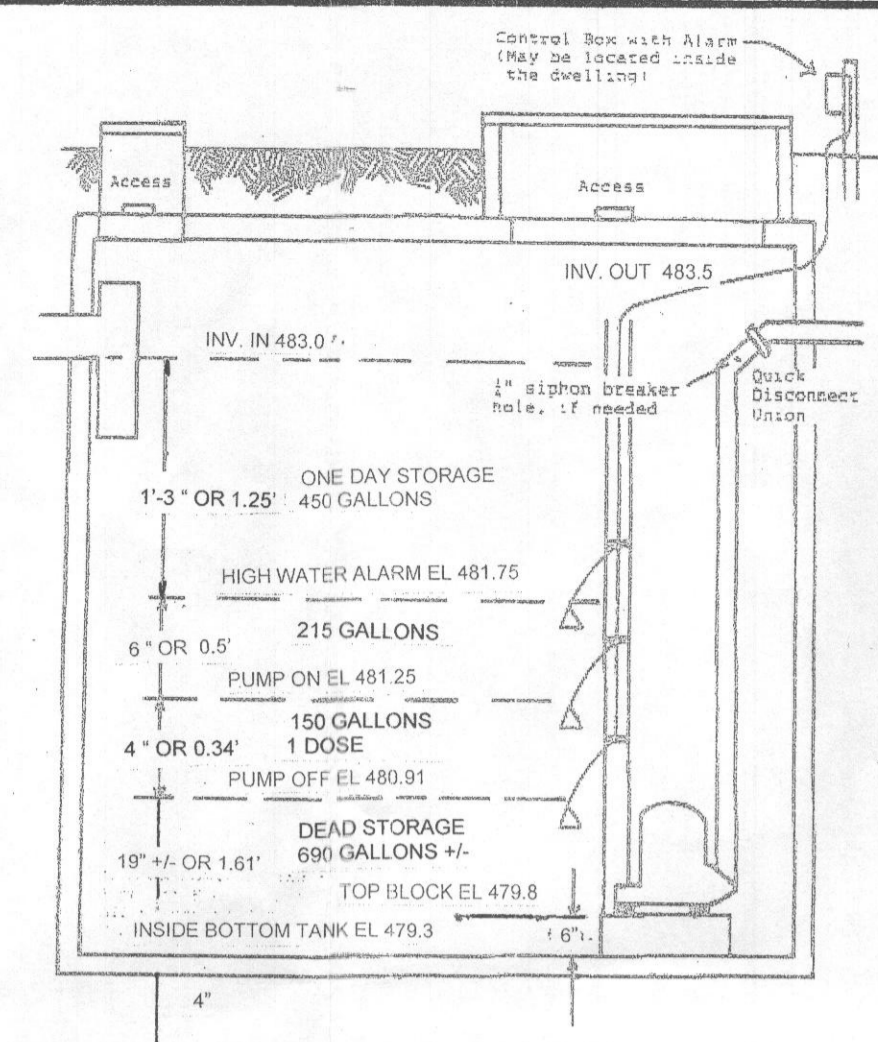 Control Box with Alarm
(May be located inside
the dwelling)
Access
Access
INV. OUT 483.5
INV. IN 483.0
¼" siphon breaker
hole, if needed
Quick
Disconnect
Union
ONE DAY STORAGE
1'-3 " OR 1.25' 450 GALLONS
HIGH WATER ALARM EL 481.75
215 GALLONS
6 " OR 0.5'
PUMP ON EL 481.25
150 GALLONS
4 " OR 0.34' 1 DOSE
PUMP OFF EL 480.91
DEAD STORAGE
690 GALLONS +/-
19" +/- OR 1.61'
TOP BLOCK EL 479.8
INSIDE BOTTOM TANK EL 479.3
6"
4"